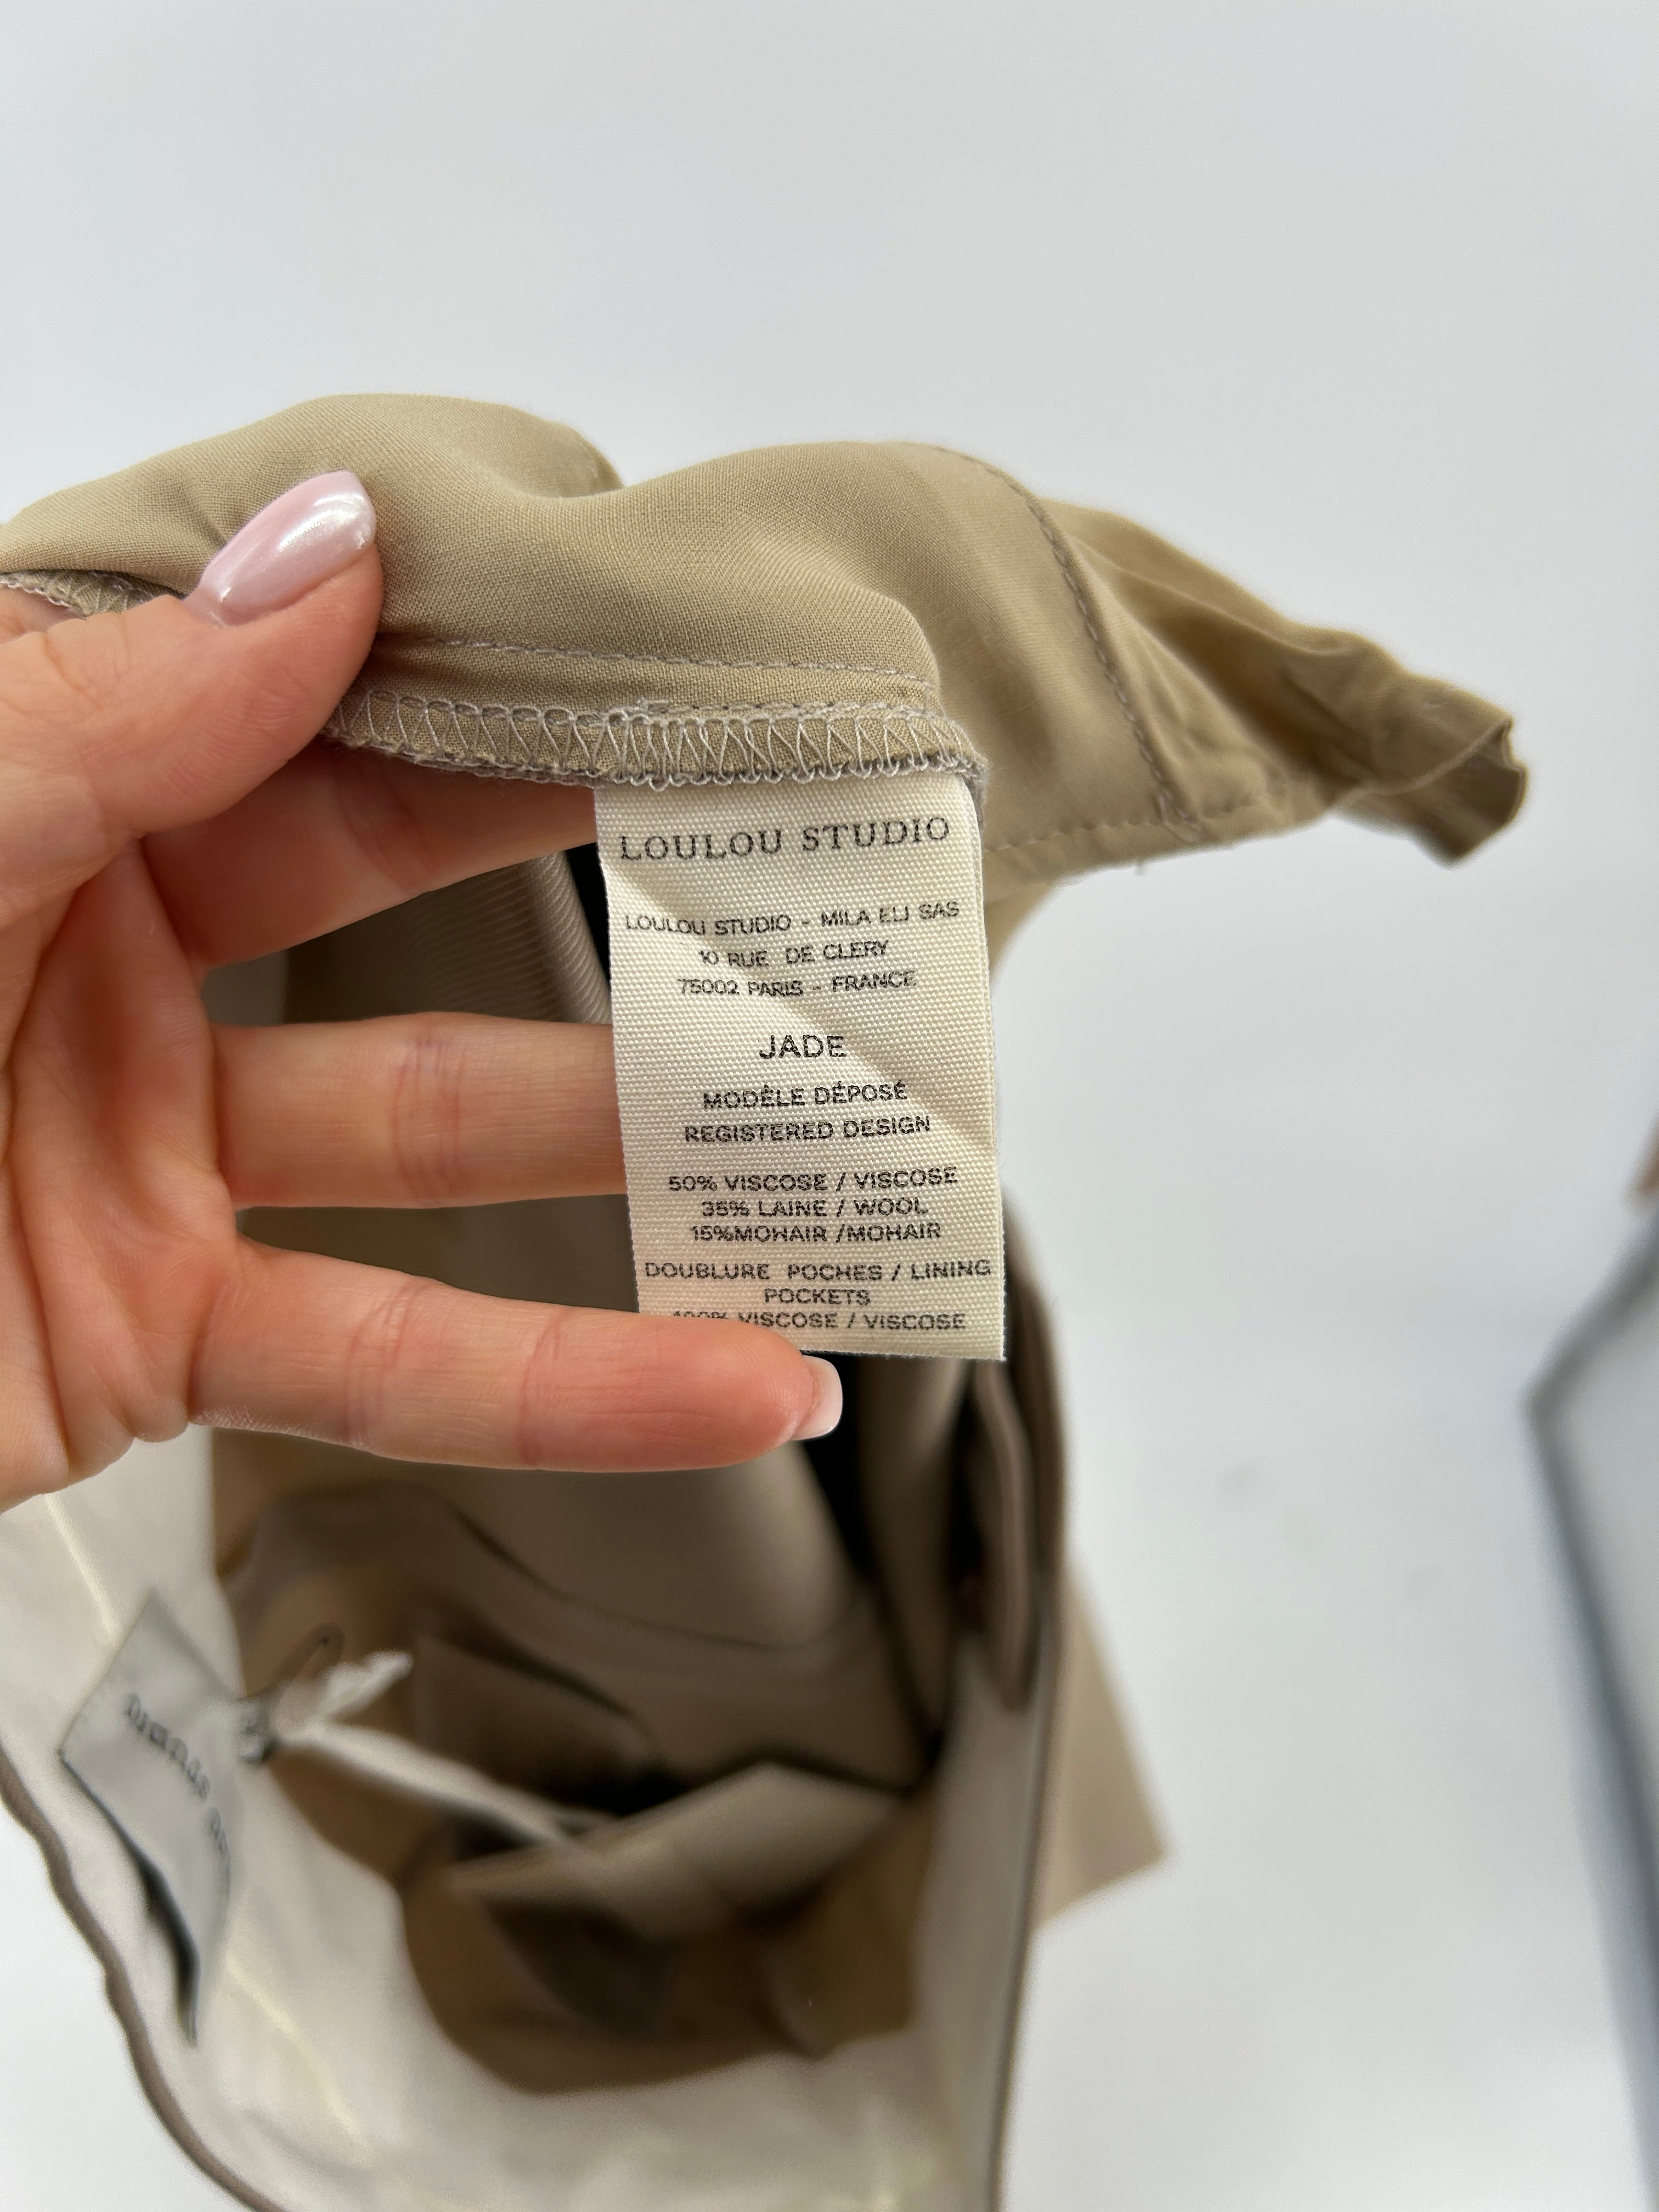 LOULOU STUDIO
LOULOU STUDIO - MILA ELI SAS
10 RUE DE CLERY
75002 PARIS - FRANCE
JADE
MODÈLE DÉPOSÉ
REGISTERED DESIGN
50% VISCOSE / VISCOSE
35% LAINE / WOOL
15%MOHAIR /MOHAIR
DOUBLURE POCHES / LINING
POCKETS
100% VISCOSE / VISCOSE